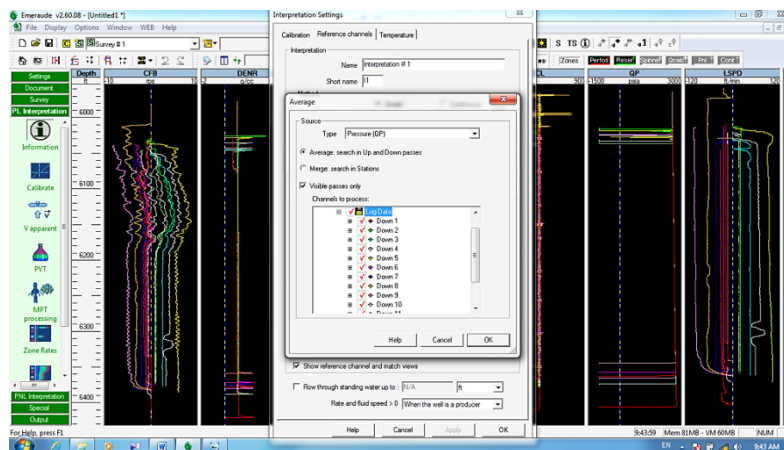 Emeraude v2.60.08 - [Untitled1 *]
Interpretation Settings
File Display Options Window WEB Help
Survey # 1
S TS
Zones
Calibration Reference channels Temperature
Interpretation
Name Interpretation # 1
Short name I1
Settings
Document
Survey
PL Interpretation
Information
Calibrate
V apparent
PVT
MPT
processing
Zone Rates
PNL Interpretation
Special
Output
Depth
ft
6000
6100
6200
6300
6400
CFB
-10 rps 10
DENR
-2 g/cc
CL
900
QP
-1500 psia 3000
LSPD
-120 ft/min 120
Average
Source
Type Pressure (QP)
Average: search in Up and Down passes
Merge: search in Stations
Visible passes only
Channels to process:
Log Data
Down 1
Down 2
Down 3
Down 4
Down 5
Down 6
Down 7
Down 8
Down 9
Down 10
Help Cancel OK
Show reference channel and match views
Flow through standing water up to : N/A ft
Rate and fluid speed > 0 When the well is a producer
Help Cancel Apply OK
For Help, press F1
9:43:59 Mem 81MB - VM 60MB NUM
EN 9:43 AM